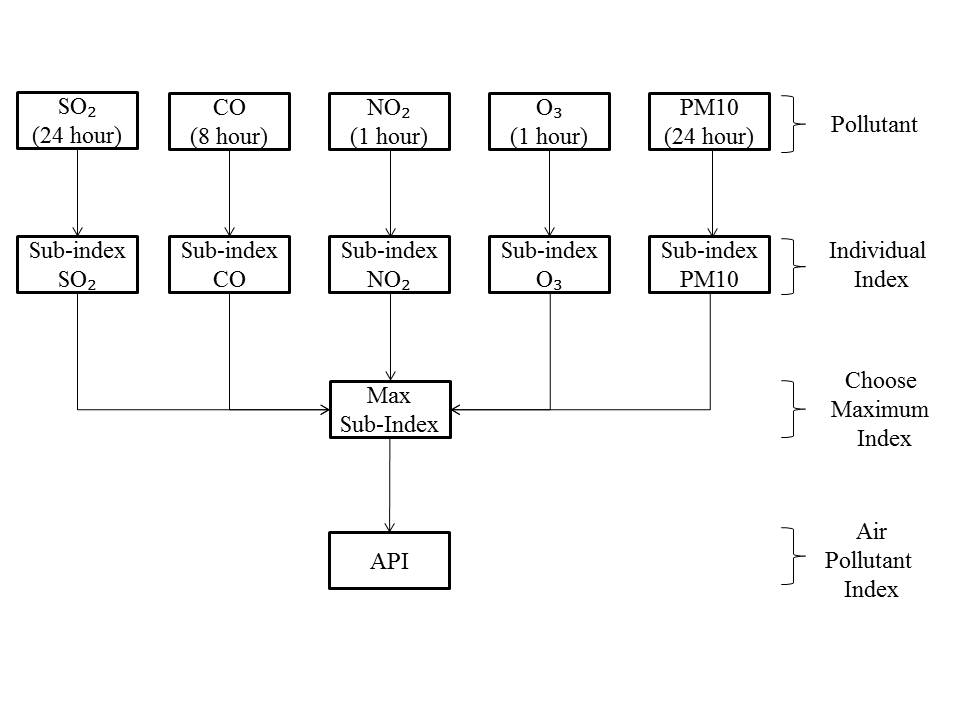 SO₂
(24 hour)
CO
(8 hour)
NO₂
(1 hour)
O₃
(1 hour)
PM10
(24 hour)
Pollutant
Sub-index
SO₂
Sub-index
CO
Sub-index
NO₂
Sub-index
O₃
Sub-index
PM10
Individual
Index
Max
Sub-Index
Choose
Maximum
Index
API
Air
Pollutant
Index